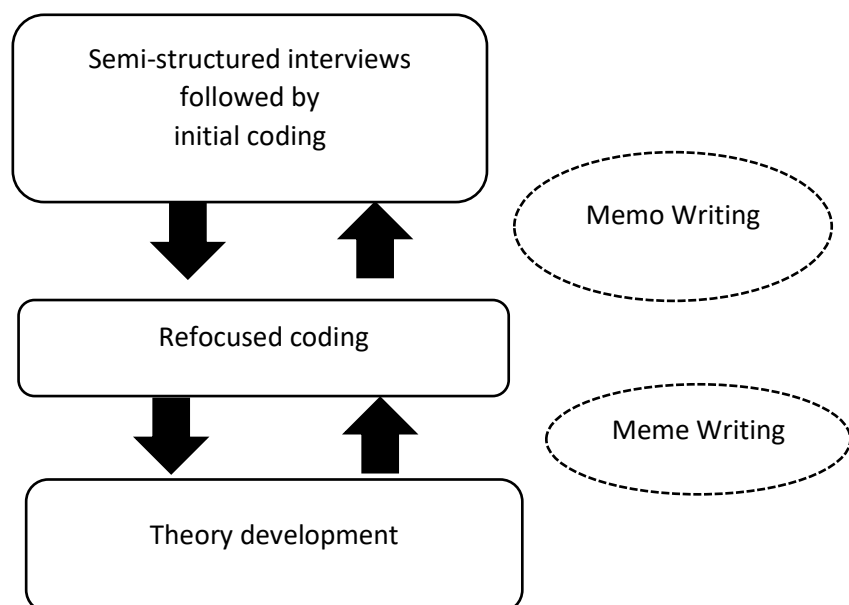 Semi-structured interviews
followed by
initial coding
Memo Writing
Refocused coding
Meme Writing
Theory development